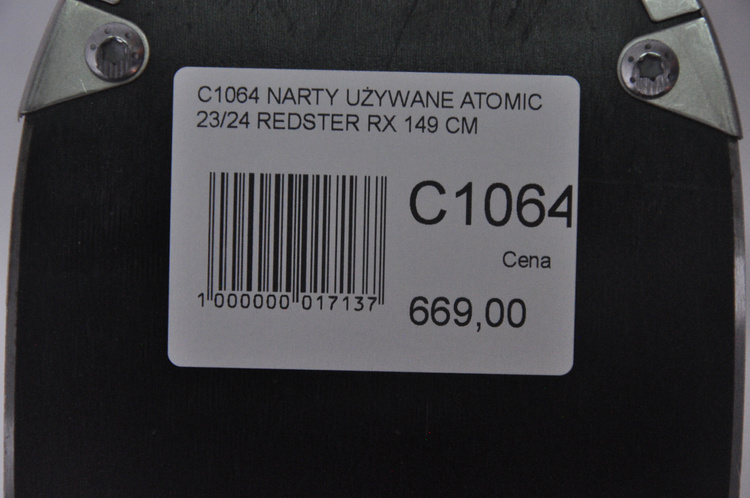 C1064 NARTY UŻYWANE ATOMIC
23/24 REDSTER RX 149 CM
C1064
Cena
1 000000 017137
669,00